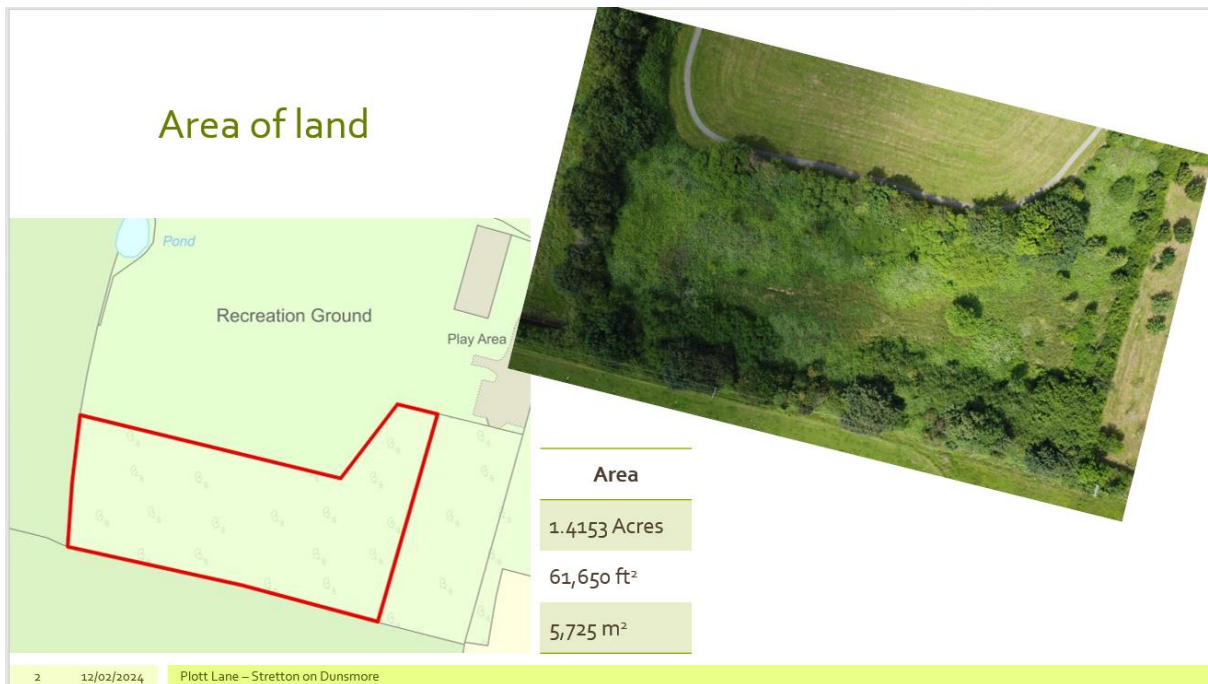 Area of land
Pond
Recreation Ground
Play Area
Area
1.4153 Acres
61,650 ft²
5,725 m²
2 12/02/2024 Plott Lane – Stretton on Dunsmore